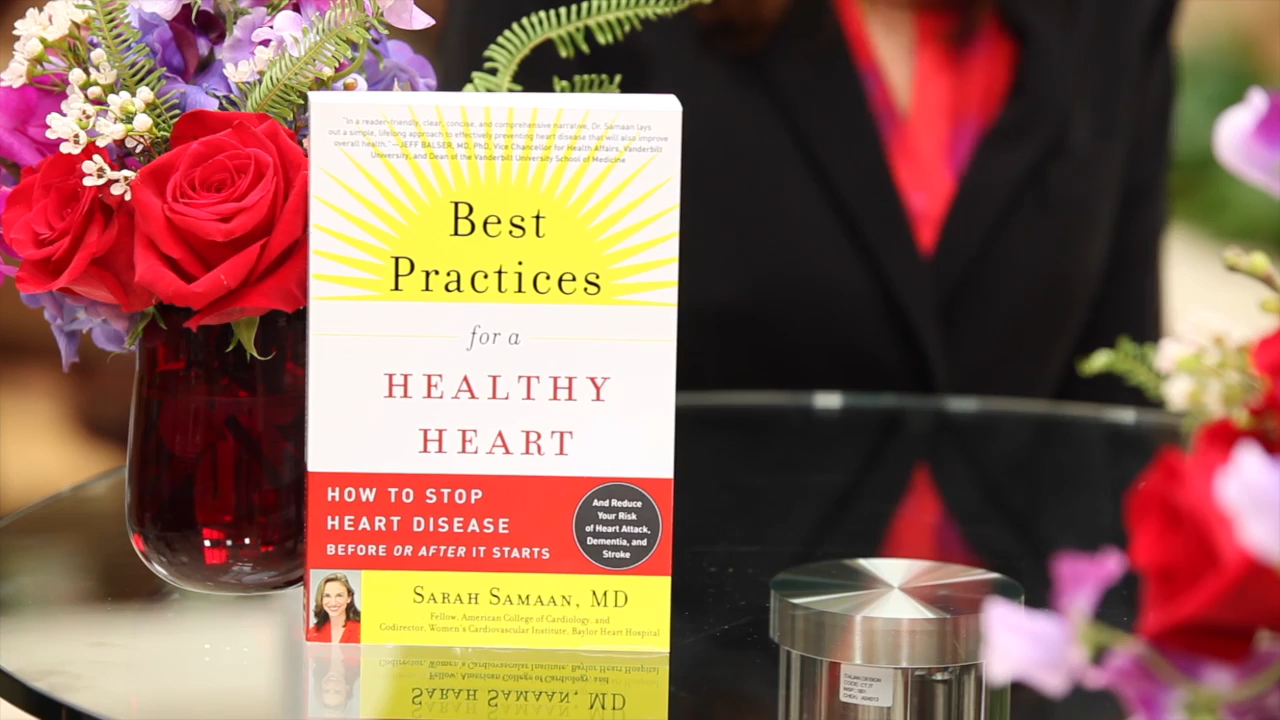 "In a reader-friendly, clear, concise, and comprehensive narrative, Dr. Samaan lays
out a simple, lifelong approach to effectively preventing heart disease that will also improve
overall health." —JEFF BALSER, MD, PhD, Vice Chancellor for Health Affairs, Vanderbilt
University, and Dean of the Vanderbilt University School of Medicine
Best
Practices
for a
HEALTHY
HEART
HOW TO STOP
HEART DISEASE
BEFORE OR AFTER IT STARTS
And Reduce
Your Risk
of Heart Attack,
Dementia, and
Stroke
SARAH SAMAAN, MD
Fellow, American College of Cardiology, and
Codirector, Women's Cardiovascular Institute, Baylor Heart Hospital